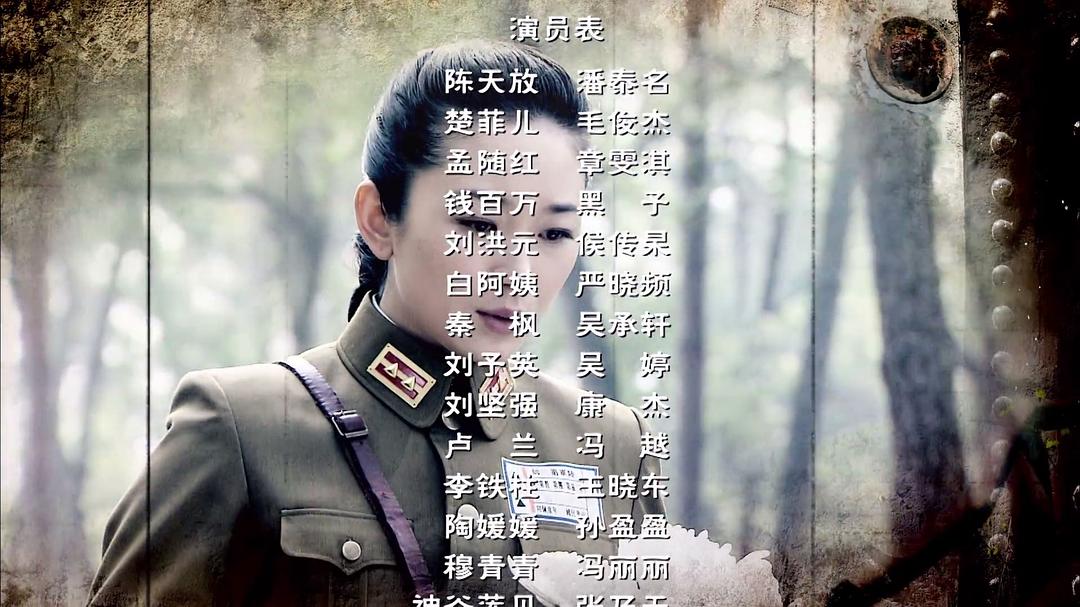 演员表
陈天放 潘泰名
楚菲儿 毛俊杰
孟随红 章雯淇
钱百万 黑子
刘洪元 侯传杲
白阿姨 严晓频
秦枫 吴承轩
刘子英 吴婷
刘坚强 康杰
卢兰 冯越
李铁柱 王晓东
陶媛媛 孙盈盈
穆青青 冯丽丽